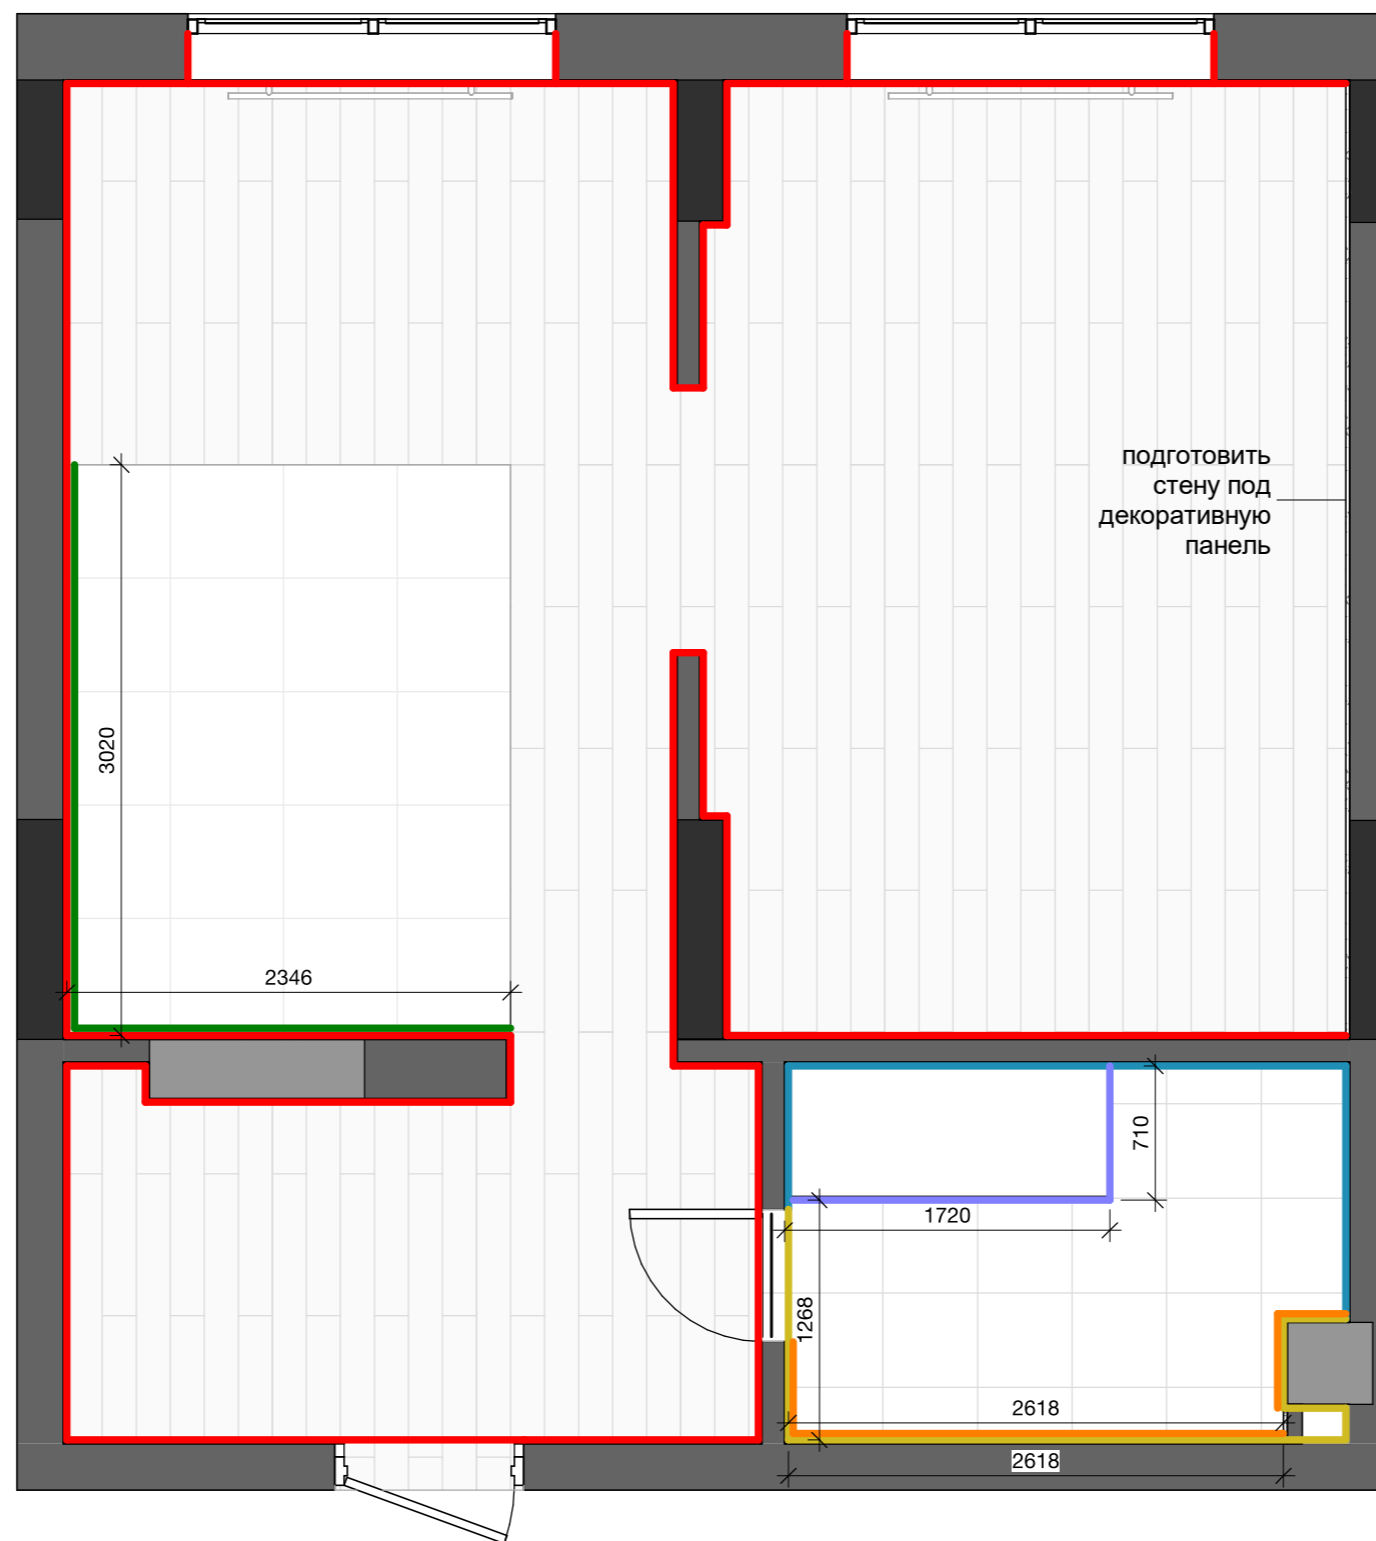 подготовить
стену под
декоративную
панель
3020
2346
710
1720
1268
2618
2618